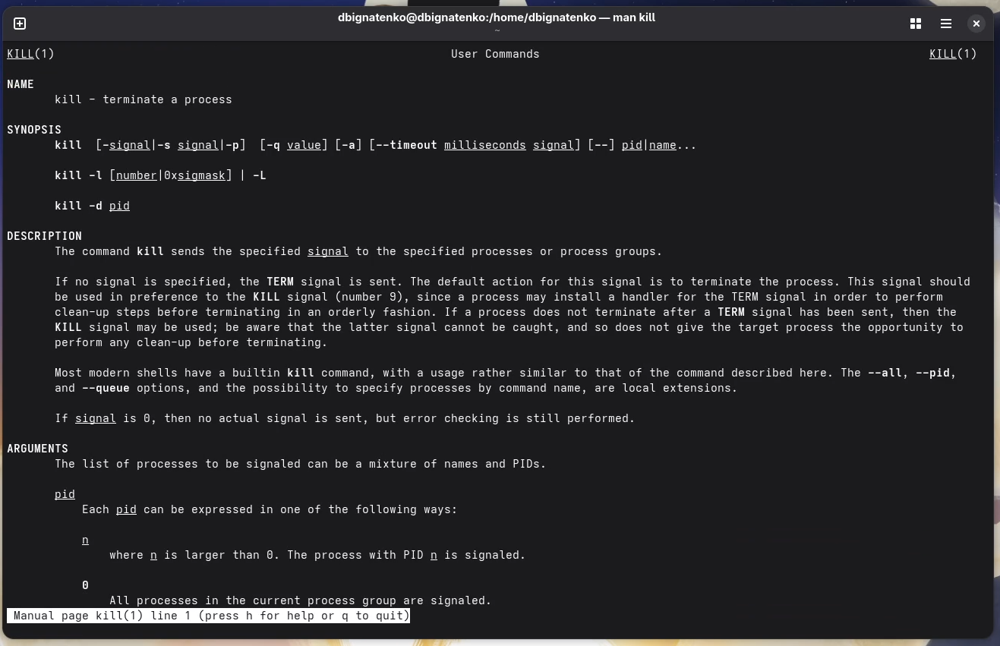 dbignatenko@dbignatenko:/home/dbignatenko — man kill
~
KILL(1) User Commands KILL(1)
NAME
kill - terminate a process
SYNOPSIS
kill [-signal|-s signal|-p] [-q value] [-a] [--timeout milliseconds signal] [--] pid|name...
kill -l [number|0xsigmask] | -L
kill -d pid
DESCRIPTION
The command kill sends the specified signal to the specified processes or process groups.
If no signal is specified, the TERM signal is sent. The default action for this signal is to terminate the process. This signal should
be used in preference to the KILL signal (number 9), since a process may install a handler for the TERM signal in order to perform
clean-up steps before terminating in an orderly fashion. If a process does not terminate after a TERM signal has been sent, then the
KILL signal may be used; be aware that the latter signal cannot be caught, and so does not give the target process the opportunity to
perform any clean-up before terminating.
Most modern shells have a builtin kill command, with a usage rather similar to that of the command described here. The --all, --pid,
and --queue options, and the possibility to specify processes by command name, are local extensions.
If signal is 0, then no actual signal is sent, but error checking is still performed.
ARGUMENTS
The list of processes to be signaled can be a mixture of names and PIDs.
pid
Each pid can be expressed in one of the following ways:
n
where n is larger than 0. The process with PID n is signaled.
0
All processes in the current process group are signaled.
Manual page kill(1) line 1 (press h for help or q to quit)